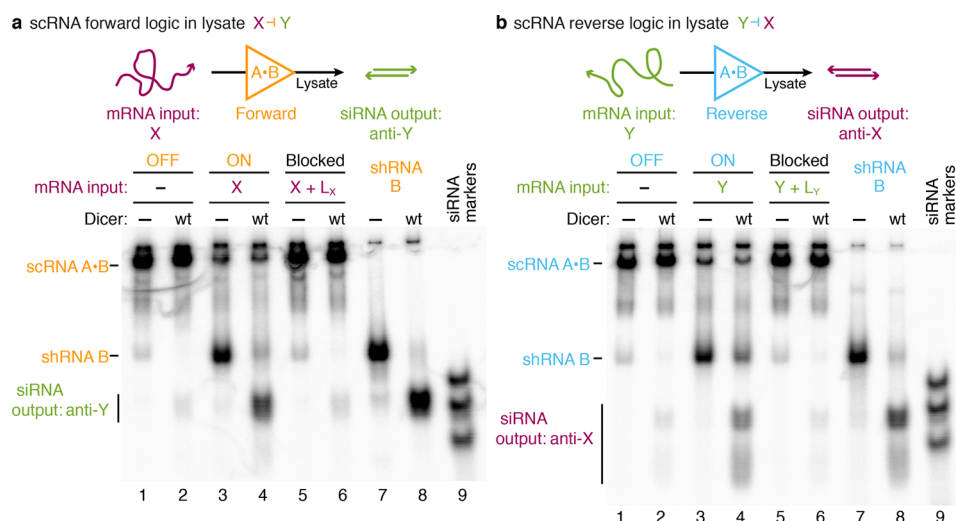 a scRNA forward logic in lysate X ⊣ Y
A•B
Lysate
mRNA input:
X
Forward
siRNA output:
anti-Y
OFF ON Blocked shRNA B siRNA markers
mRNA input: – X X + LX
Dicer: – wt – wt – wt – wt
scRNA A•B
shRNA B
siRNA
output: anti-Y
1 2 3 4 5 6 7 8 9
b scRNA reverse logic in lysate Y ⊣ X
A•B
Lysate
mRNA input:
Y
Reverse
siRNA output:
anti-X
OFF ON Blocked shRNA B siRNA markers
mRNA input: – Y Y + LY
Dicer: – wt – wt – wt – wt
scRNA A•B
shRNA B
siRNA
output: anti-X
1 2 3 4 5 6 7 8 9